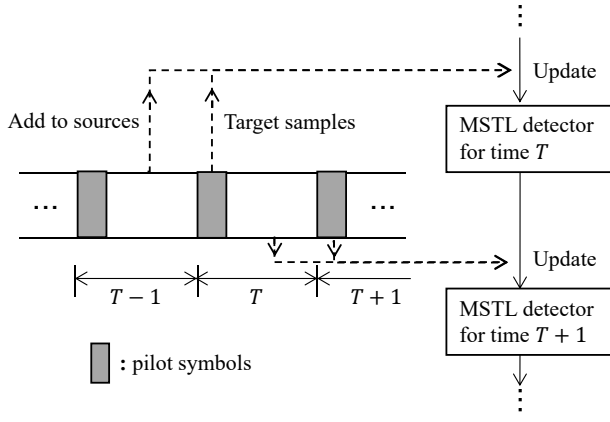 ⋮
Update
Add to sources
Target samples
MSTL detector
for time T
...
...
Update
T − 1
T
T + 1
MSTL detector
for time T + 1
: pilot symbols
⋮